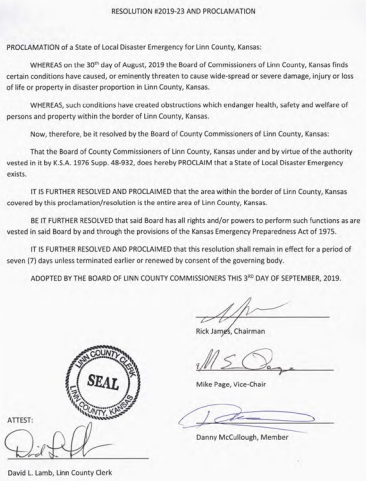 RESOLUTION #2019-23 AND PROCLAMATION
PROCLAMATION of a State of Local Disaster Emergency for Linn County, Kansas:
WHEREAS on the 30th day of August, 2019 the Board of Commissioners of Linn County, Kansas finds
certain conditions have caused, or eminently threaten to cause wide-spread or severe damage, injury or loss
of life or property in disaster proportion in Linn County, Kansas.
WHEREAS, such conditions have created obstructions which endanger health, safety and welfare of
persons and property within the border of Linn County, Kansas.
Now, therefore, be it resolved by the Board of County Commissioners of Linn County, Kansas:
That the Board of County Commissioners of Linn County, Kansas under and by virtue of the authority
vested in it by K.S.A. 1976 Supp. 48-932, does hereby PROCLAIM that a State of Local Disaster Emergency
exists.
IT IS FURTHER RESOLVED AND PROCLAIMED that the area within the border of Linn County, Kansas
covered by this proclamation/resolution is the entire area of Linn County, Kansas.
BE IT FURTHER RESOLVED that said Board has all rights and/or powers to perform such functions as are
vested in said Board by and through the provisions of the Kansas Emergency Preparedness Act of 1975.
IT IS FURTHER RESOLVED AND PROCLAIMED that this resolution shall remain in effect for a period of
seven (7) days unless terminated earlier or renewed by consent of the governing body.
ADOPTED BY THE BOARD OF LINN COUNTY COMMISSIONERS THIS 3RD DAY OF SEPTEMBER, 2019.
Rick James, Chairman
LINN COUNTY CLERK
SEAL
LINN COUNTY, KANSAS
M S Page
Mike Page, Vice-Chair
ATTEST:
Danny McCullough, Member
David L. Lamb, Linn County Clerk